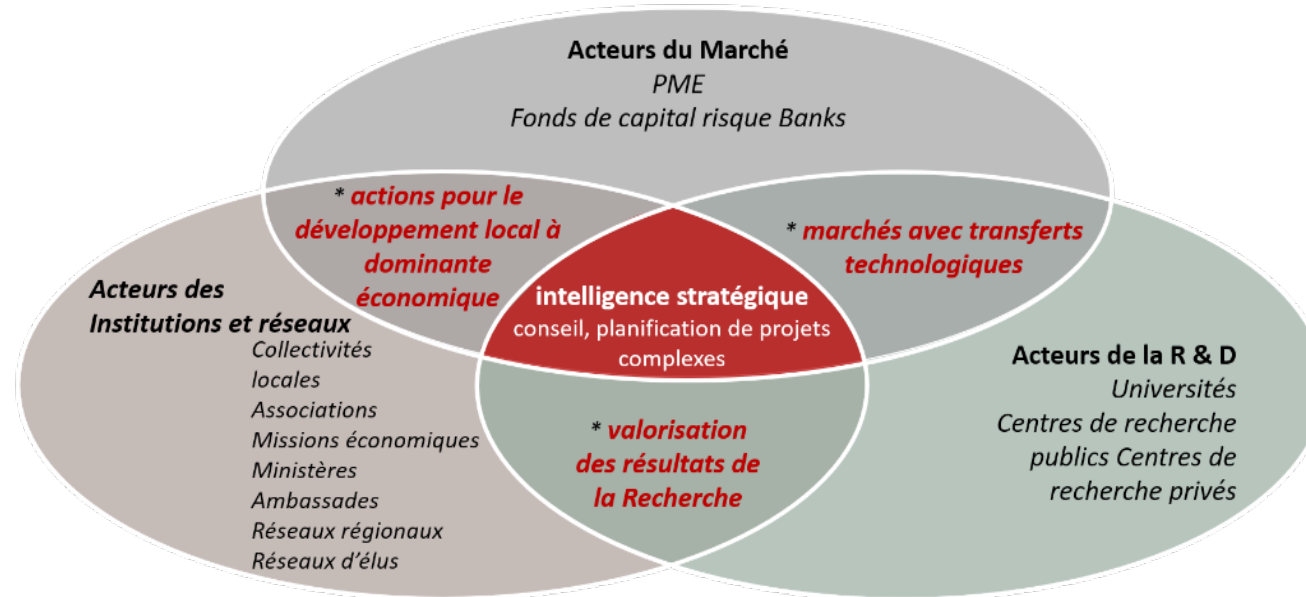 Acteurs du Marché
PME
Fonds de capital risque Banks
* actions pour le
développement local à
dominante
économique
* marchés avec transferts
technologiques
intelligence stratégique
conseil, planification de projets
complexes
Acteurs des
Institutions et réseaux
Collectivités
locales
Associations
Missions économiques
Ministères
Ambassades
Réseaux régionaux
Réseaux d'élus
Acteurs de la R & D
Universités
Centres de recherche
publics Centres de
recherche privés
* valorisation
des résultats de
la Recherche